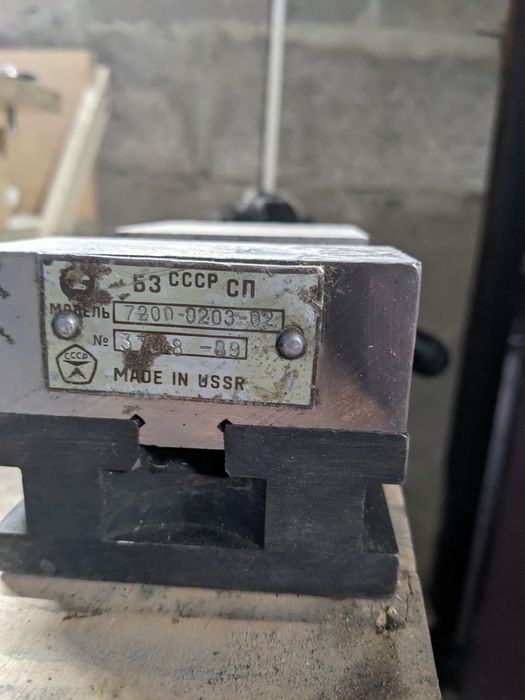 БЗ СССР СП
МОДЕЛЬ 7200-0203-02
№ -89
СССР
MADE IN USSR